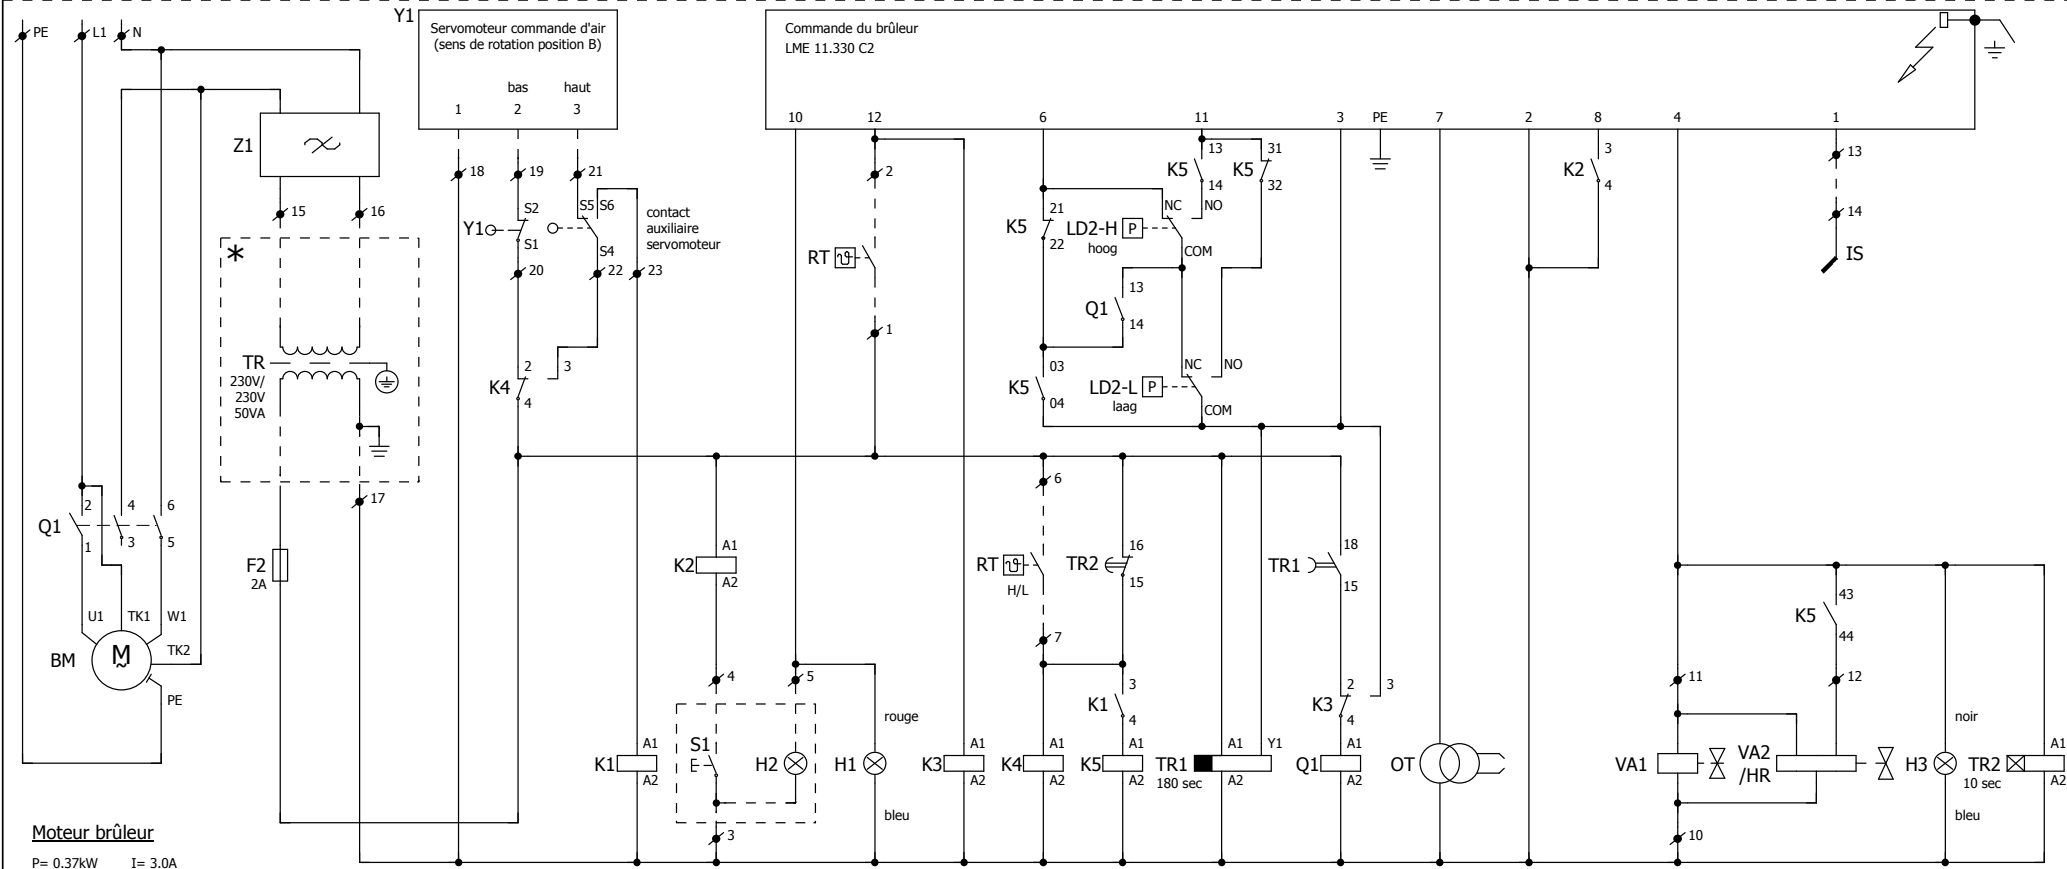 PE L1 N
Y1
Servomoteur commande d'air
(sens de rotation position B)
bas haut
1 2 3
Commande du brûleur
LME 11.330 C2
10 12 6 11 3 PE 7 2 8 4 1
Z1
15 16
*
TR
230V/
230V
50VA
17
F2
2A
18 19 21
Y1 S2 S1
S5 S6 S4
contact
auxiliaire
servomoteur
20 22 23
K4 2 3 4
2
RT
1
K5 21 22
LD2-H P NC NO COM
hoog
K5 13 14
K5 31 32
Q1 13 14
K5 03 04
LD2-L P NC NO COM
laag
K2 3 4
13
14
IS
Q1 2 4 6
1 3 5
U1 TK1 W1
BM M ~ TK2
PE
K2 A1 A2
4 5
S1 E
H2
3
rouge
H1
bleu
K1 A1 A2
K3 A1 A2
6
RT
H/L
7
TR2 16 15
K1 3 4
K4 A1 A2
K5 A1 A2
TR1 A1 Y1 A2
180 sec
TR1 18 15
K3 2 3 4
Q1 A1 A2
OT
K5 43 44
11 12
VA1
VA2
/HR
10
noir
H3
bleu
TR2 A1 A2
10 sec
Moteur brûleur
P= 0.37kW I= 3.0A